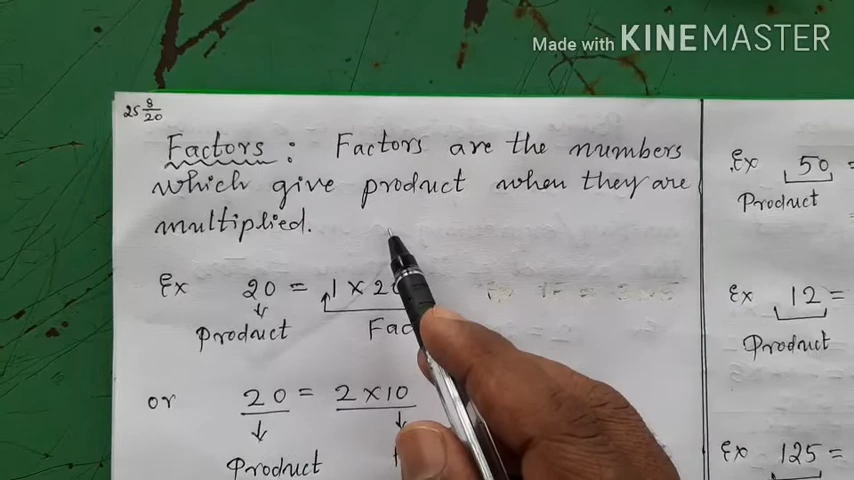 Made with KINEMASTER
25 8/20
Factors : Factors are the numbers
which give product when they are
multiplied.
Ex 20 = 1 x
Product
or 20 = 2 x 10
Product
Ex 50 =
Product
Ex 12 =
Product
Ex 125 =